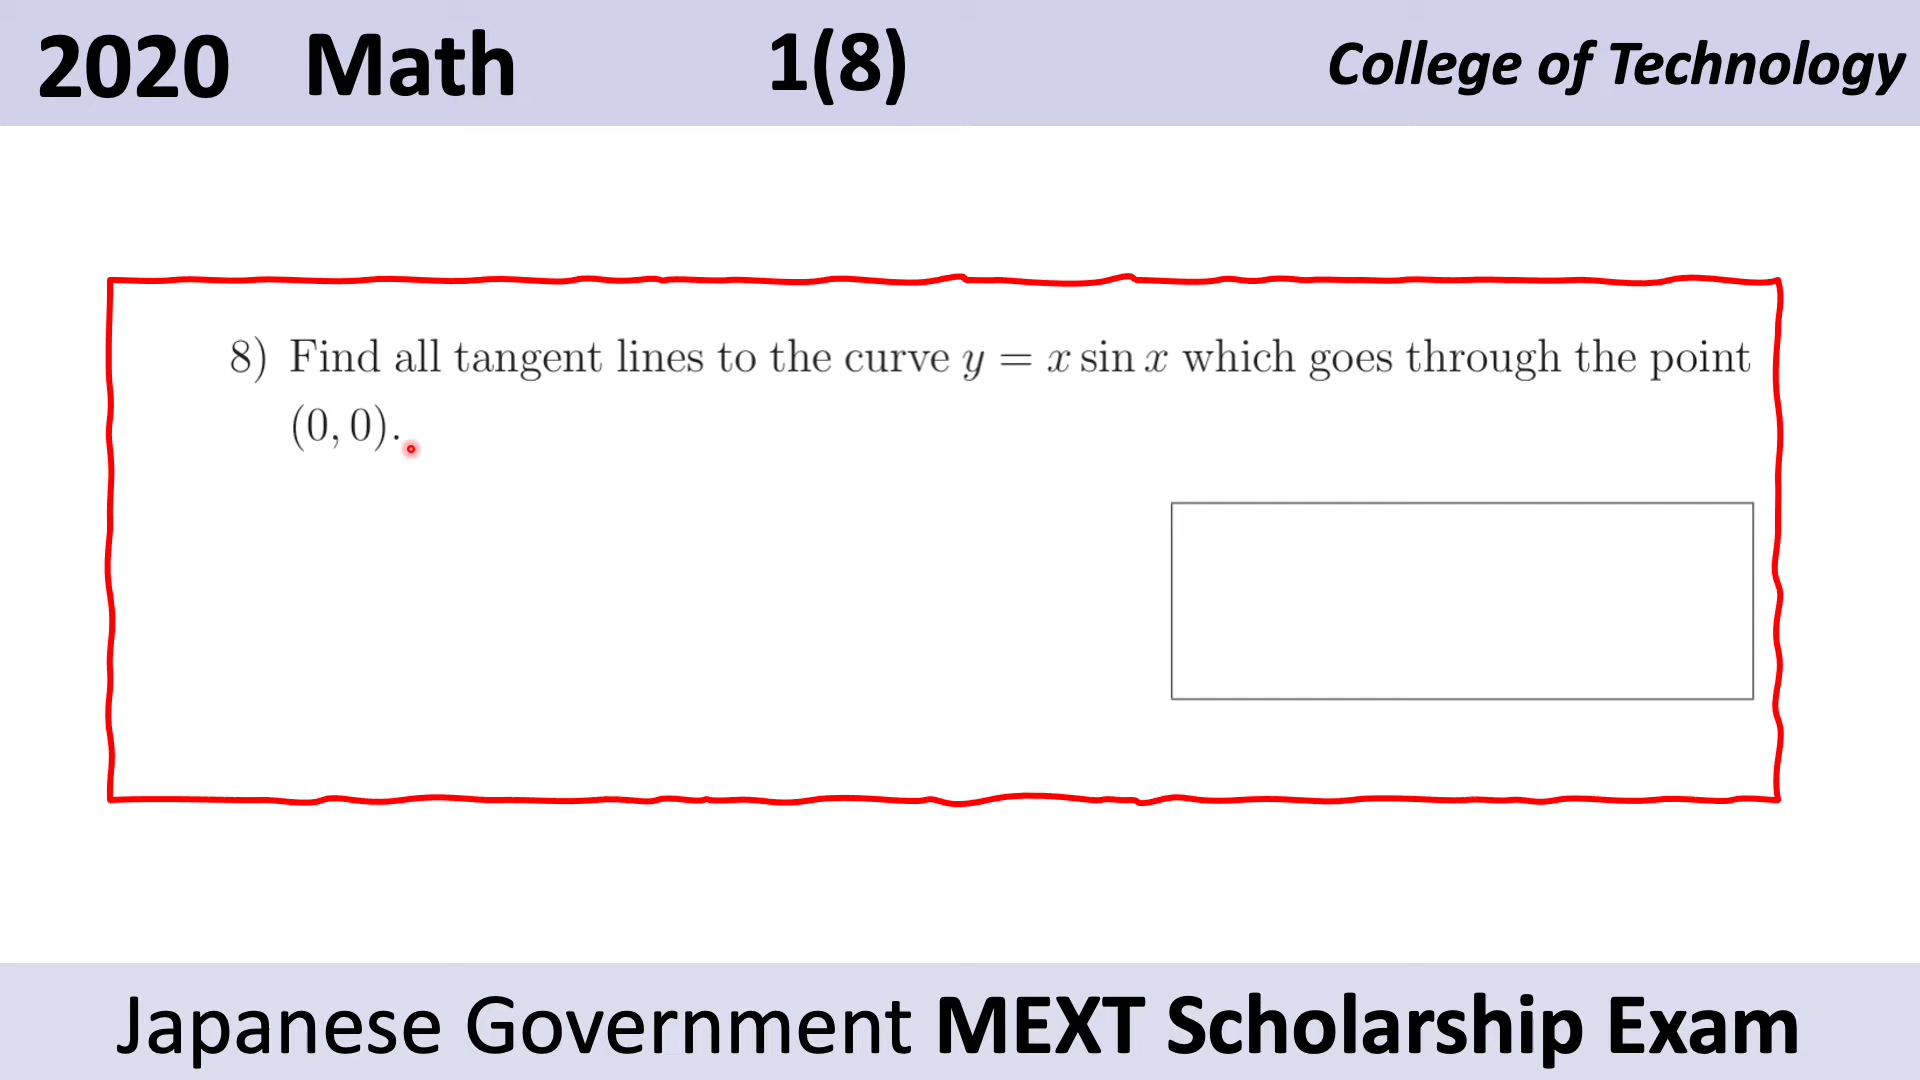 2020 Math 1(8) College of Technology
8) Find all tangent lines to the curve y = x sin x which goes through the point
(0, 0).
Japanese Government MEXT Scholarship Exam